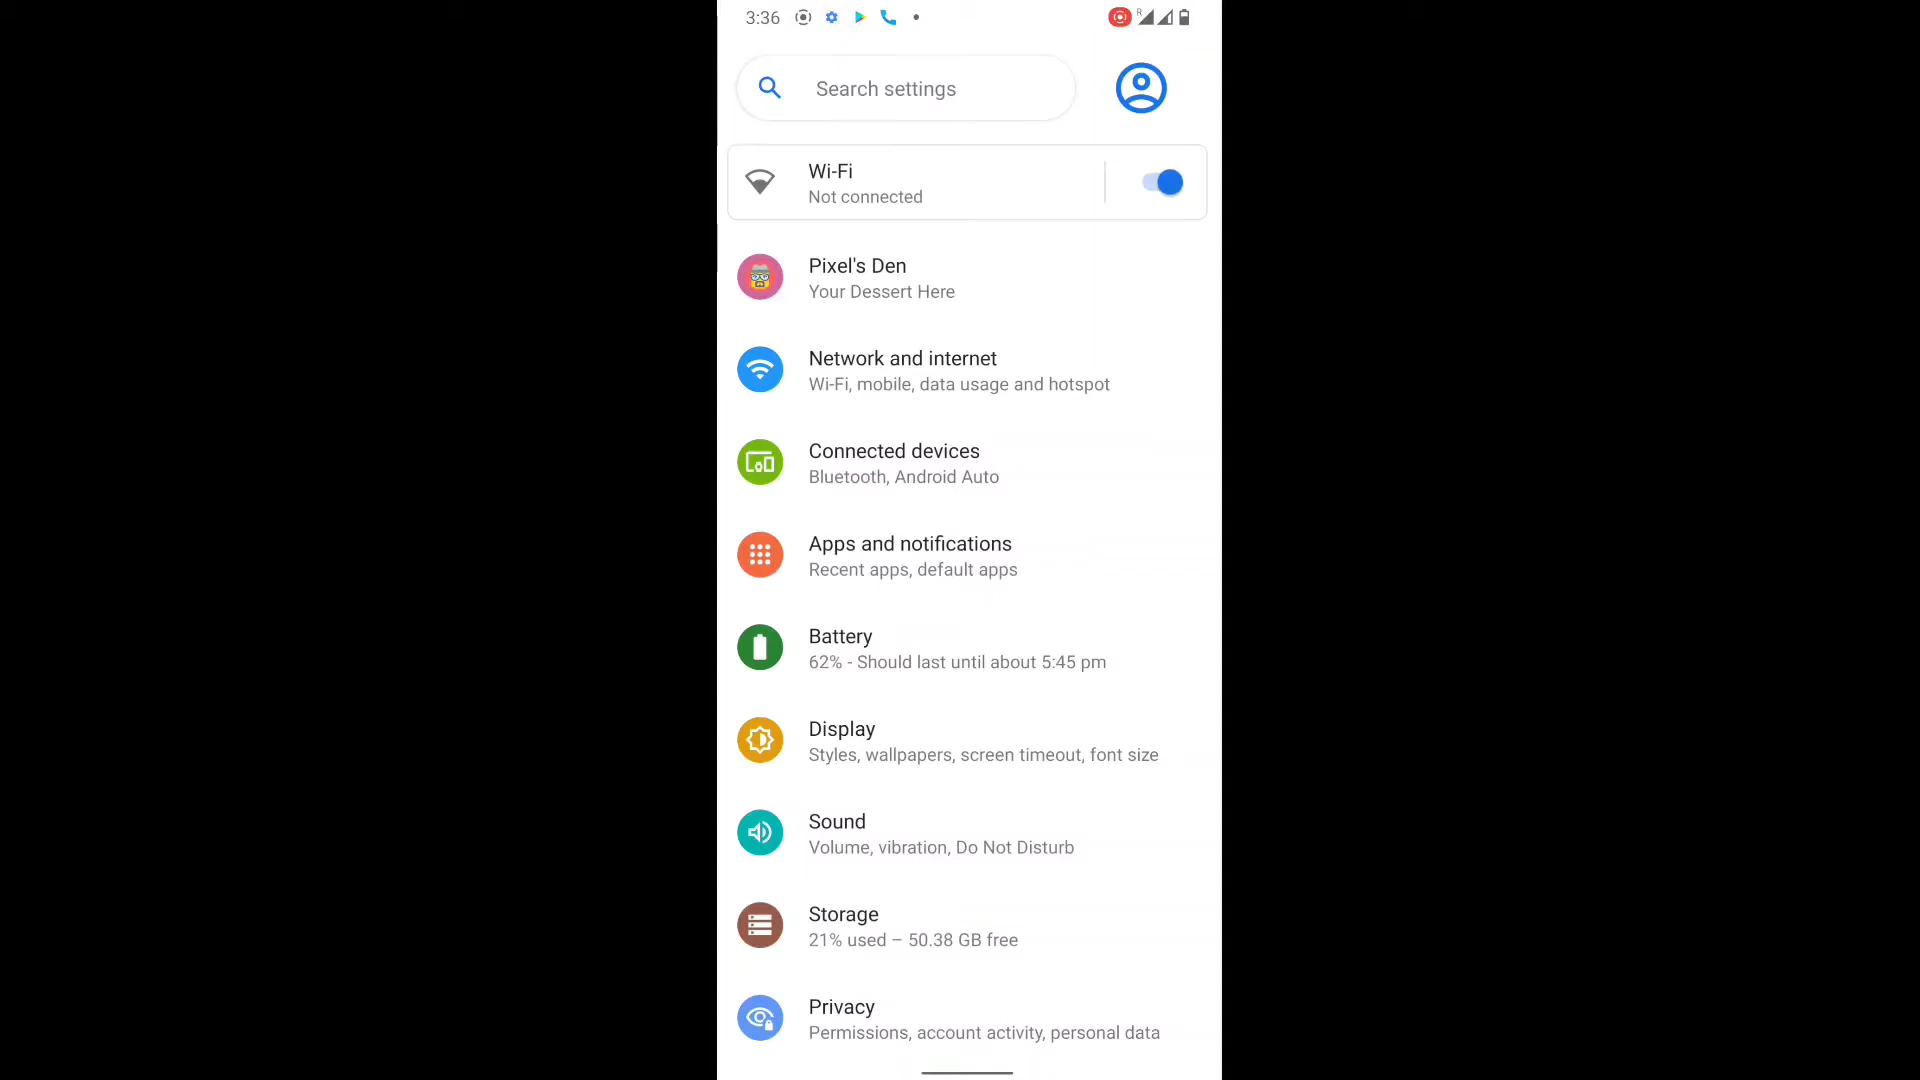 3:36
R
Search settings
Wi-Fi
Not connected
Pixel's Den
Your Dessert Here
Network and internet
Wi-Fi, mobile, data usage and hotspot
Connected devices
Bluetooth, Android Auto
Apps and notifications
Recent apps, default apps
Battery
62% - Should last until about 5:45 pm
Display
Styles, wallpapers, screen timeout, font size
Sound
Volume, vibration, Do Not Disturb
Storage
21% used – 50.38 GB free
Privacy
Permissions, account activity, personal data